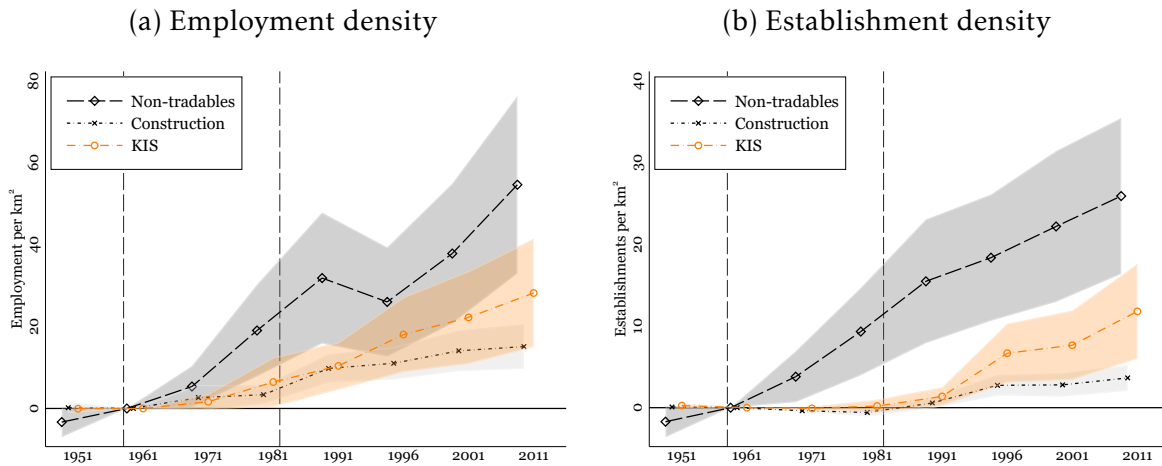 (a) Employment density
(b) Establishment density
80
60
40
20
0
Employment per km²
Non-tradables
Construction
KIS
1951 1961 1971 1981 1991 1996 2001 2011
40
30
20
10
0
Establishments per km²
Non-tradables
Construction
KIS
1951 1961 1971 1981 1991 1996 2001 2011